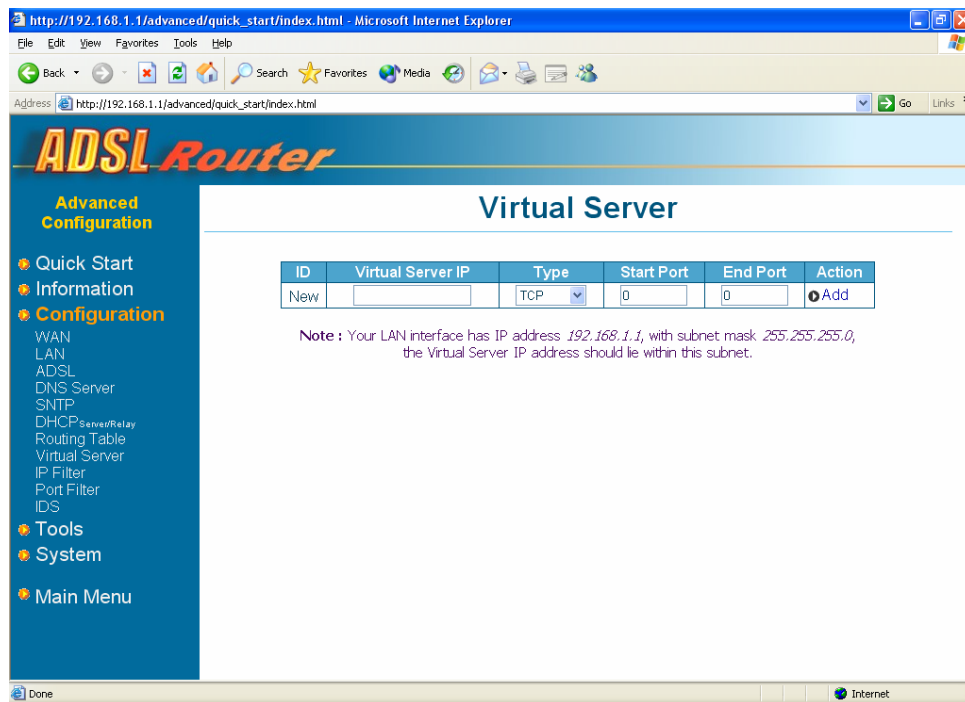 http://192.168.1.1/advanced/quick_start/index.html - Microsoft Internet Explorer
File Edit View Favorites Tools Help
Back Search Favorites Media
Address http://192.168.1.1/advanced/quick_start/index.html Go Links
ADSL Router
Advanced
Configuration
Quick Start
Information
Configuration
WAN
LAN
ADSL
DNS Server
SNTP
DHCP Server/Relay
Routing Table
Virtual Server
IP Filter
Port Filter
IDS
Tools
System
Main Menu
Virtual Server
ID Virtual Server IP Type Start Port End Port Action
New TCP 0 0 Add
Note : Your LAN interface has IP address 192.168.1.1, with subnet mask 255.255.255.0,
the Virtual Server IP address should lie within this subnet.
Done Internet